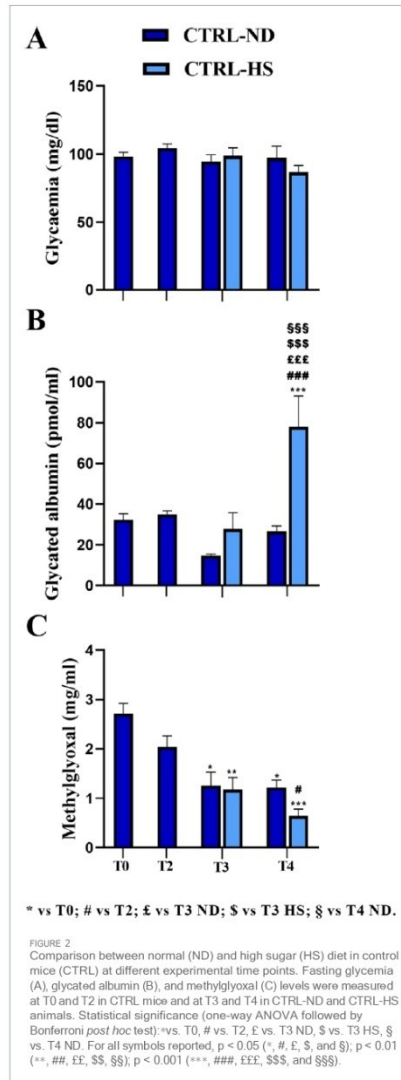 CTRL-ND
A
CTRL-HS
150
100
50
0
Glycaemia (mg/dl)
B
§§§
$$$
£££
###
***
100
80
60
40
20
0
Glycated albumin (pmol/ml)
C
4
3
2
1
0
Methylglyoxal (mg/ml)
*
**
*
#
***
T0 T2 T3 T4
* vs T0; # vs T2; £ vs T3 ND; $ vs T3 HS; § vs T4 ND.
FIGURE 2
Comparison between normal (ND) and high sugar (HS) diet in control
mice (CTRL) at different experimental time points. Fasting glycemia
(A), glycated albumin (B), and methylglyoxal (C) levels were measured
at T0 and T2 in CTRL mice and at T3 and T4 in CTRL-ND and CTRL-HS
animals. Statistical significance (one-way ANOVA followed by
Bonferroni post hoc test):*vs. T0, # vs. T2, £ vs. T3 ND, $ vs. T3 HS, §
vs. T4 ND. For all symbols reported, p < 0.05 (*, #, £, $, and §); p < 0.01
(**, ##, ££, $$, §§); p < 0.001 (***, ###, £££, $$$, and §§§).